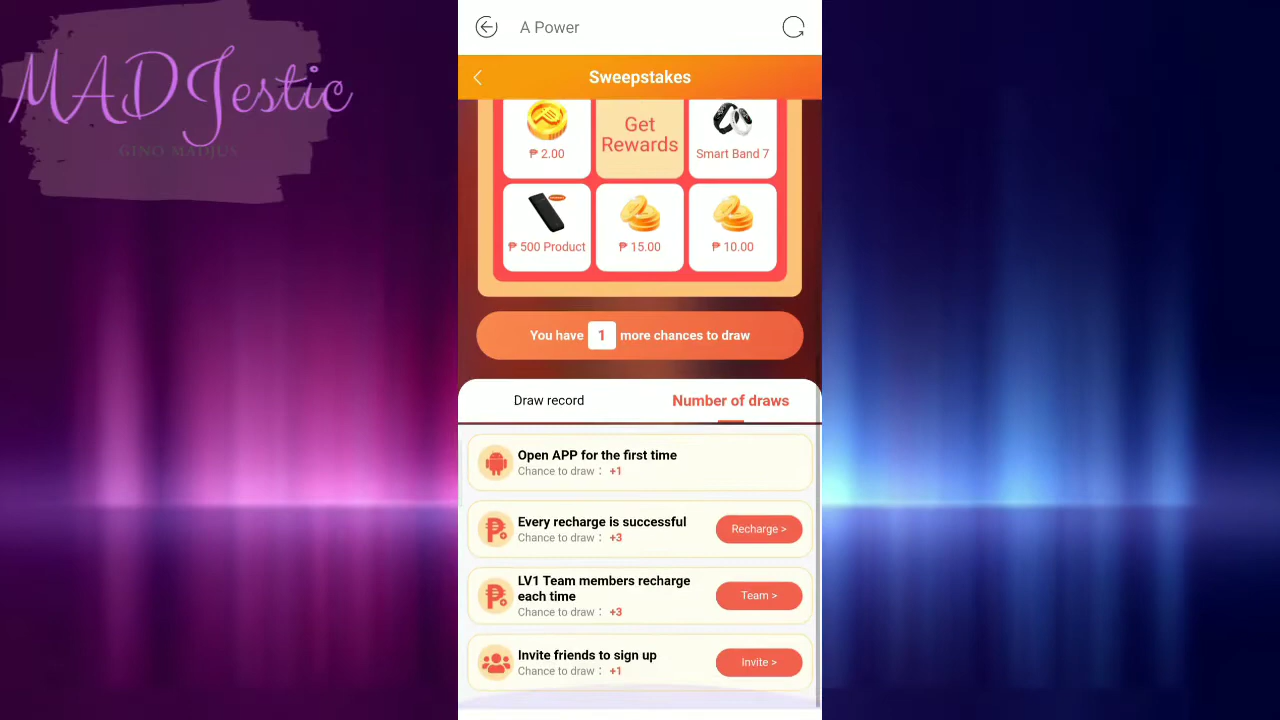 MADJestic
GINO MADJUS
A Power
Sweepstakes
₱ 2.00
Get
Rewards
Smart Band 7
₱ 500 Product
₱ 15.00
₱ 10.00
You have 1 more chances to draw
Draw record
Number of draws
Open APP for the first time
Chance to draw： +1
Every recharge is successful
Chance to draw： +3
Recharge >
LV1 Team members recharge
each time
Chance to draw： +3
Team >
Invite friends to sign up
Chance to draw： +1
Invite >